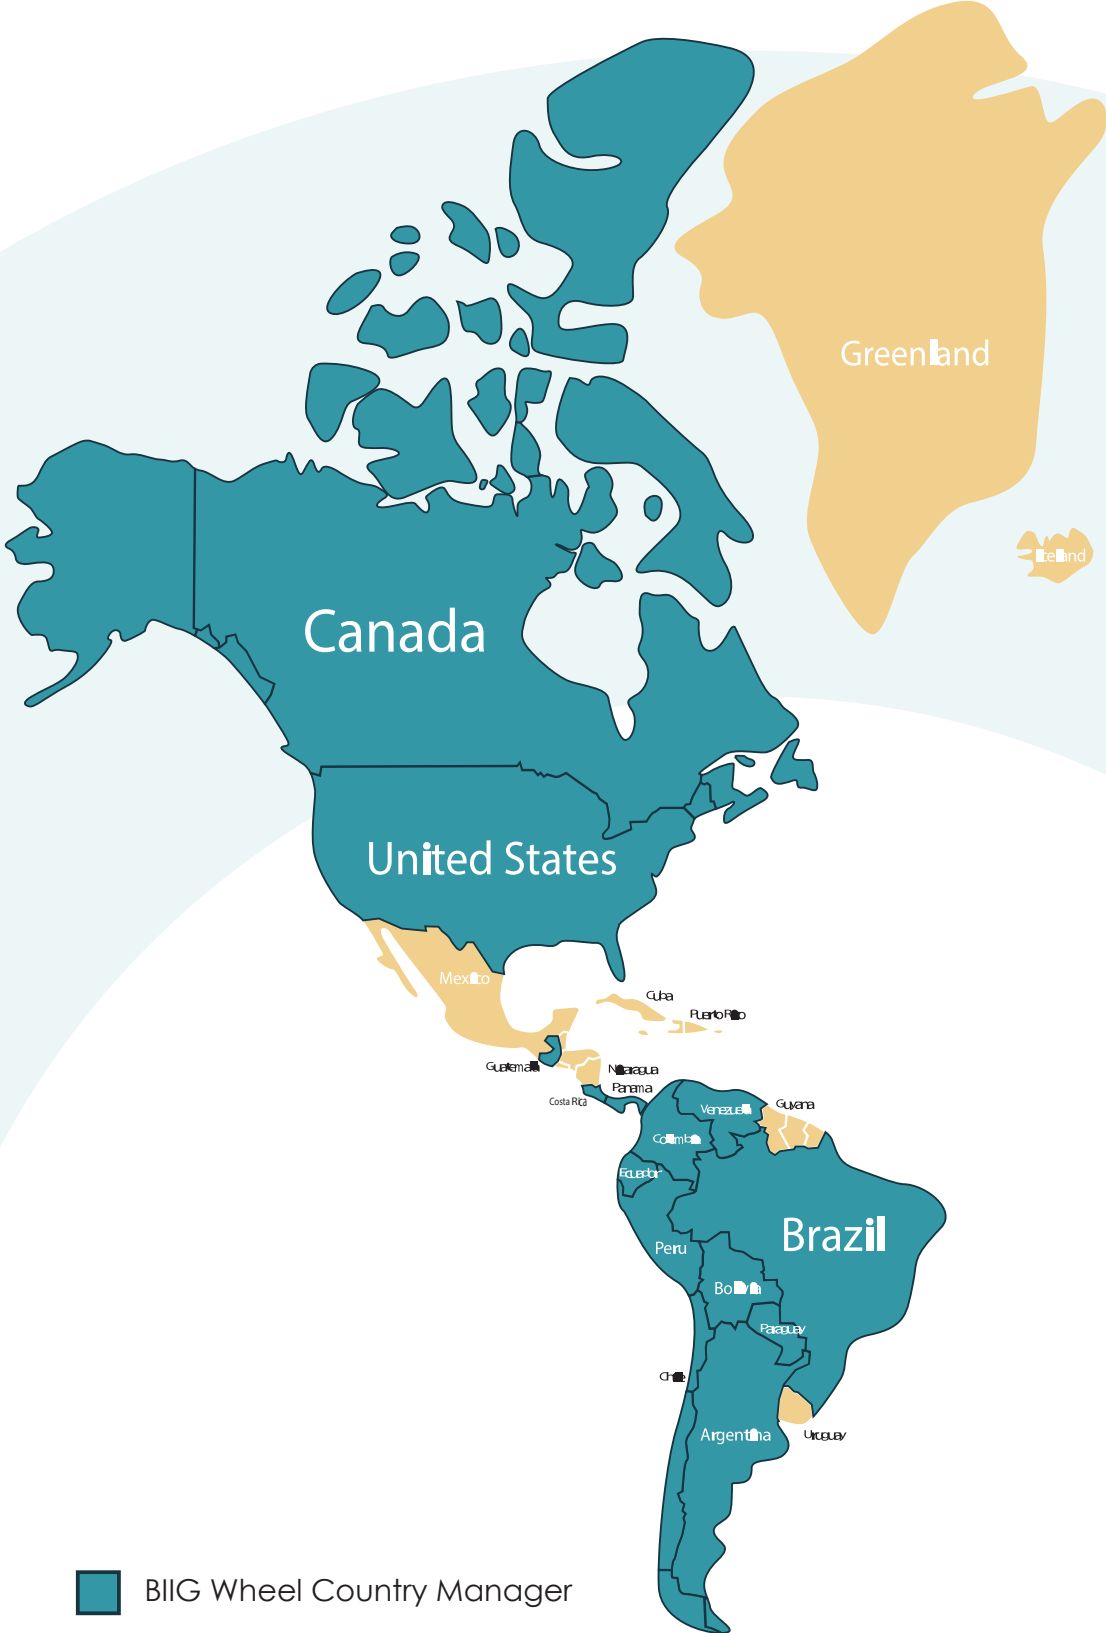 Greenland
Iceland
Canada
United States
Mexico
Cuba
Puerto Rico
Guatemala
Nicaragua
Panama
Costa Rica
Venezuela
Guyana
Colombia
Ecuador
Brazil
Peru
Bolivia
Paraguay
Chile
Argentina
Uruguay
BIIG Wheel Country Manager